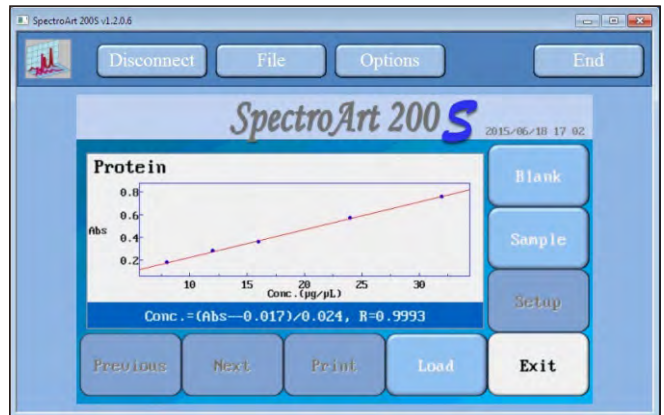 SpectroArt 200S v1.2.0.6
Disconnect File Options End
SpectroArt 200 S 2015/06/18 17 02
Protein
0.8
0.6
Abs
0.4
0.2
10 15 20 25 30
Conc.(µg/µL)
Conc.=(Abs--0.017)/0.024, R=0.9993
Blank
Sample
Setup
Previous Next Print Load Exit